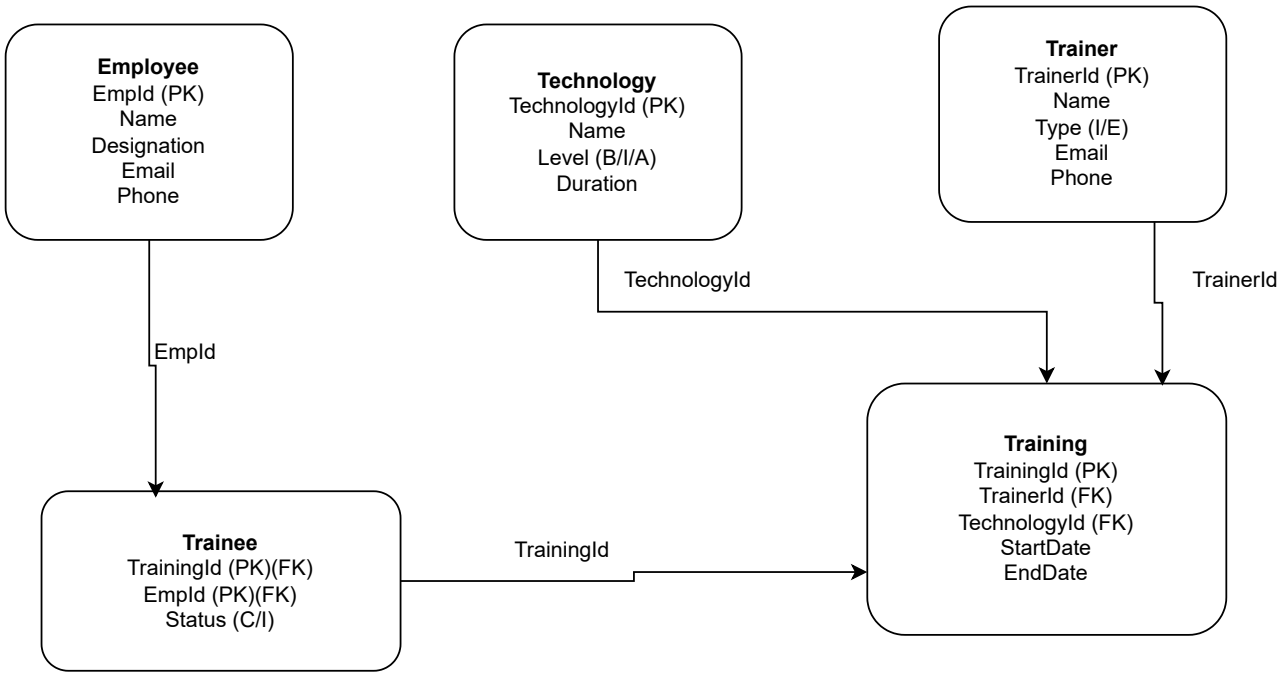 Employee
EmpId (PK)
Name
Designation
Email
Phone
Technology
TechnologyId (PK)
Name
Level (B/I/A)
Duration
Trainer
TrainerId (PK)
Name
Type (I/E)
Email
Phone
TechnologyId
TrainerId
EmpId
Training
TrainingId (PK)
TrainerId (FK)
TechnologyId (FK)
StartDate
EndDate
Trainee
TrainingId (PK)(FK)
EmpId (PK)(FK)
Status (C/I)
TrainingId